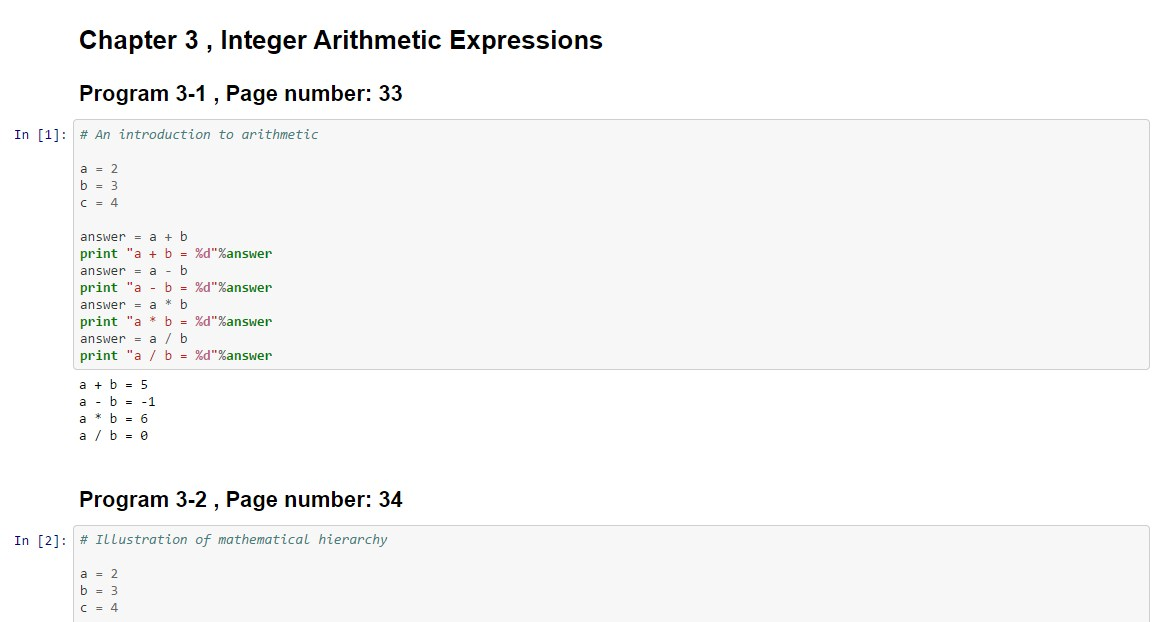 Chapter 3 , Integer Arithmetic Expressions
Program 3-1 , Page number: 33
In [1]: # An introduction to arithmetic
a = 2
b = 3
c = 4
answer = a + b
print "a + b = %d"%answer
answer = a - b
print "a - b = %d"%answer
answer = a * b
print "a * b = %d"%answer
answer = a / b
print "a / b = %d"%answer
a + b = 5
a - b = -1
a * b = 6
a / b = 0
Program 3-2 , Page number: 34
In [2]: # Illustration of mathematical hierarchy
a = 2
b = 3
c = 4